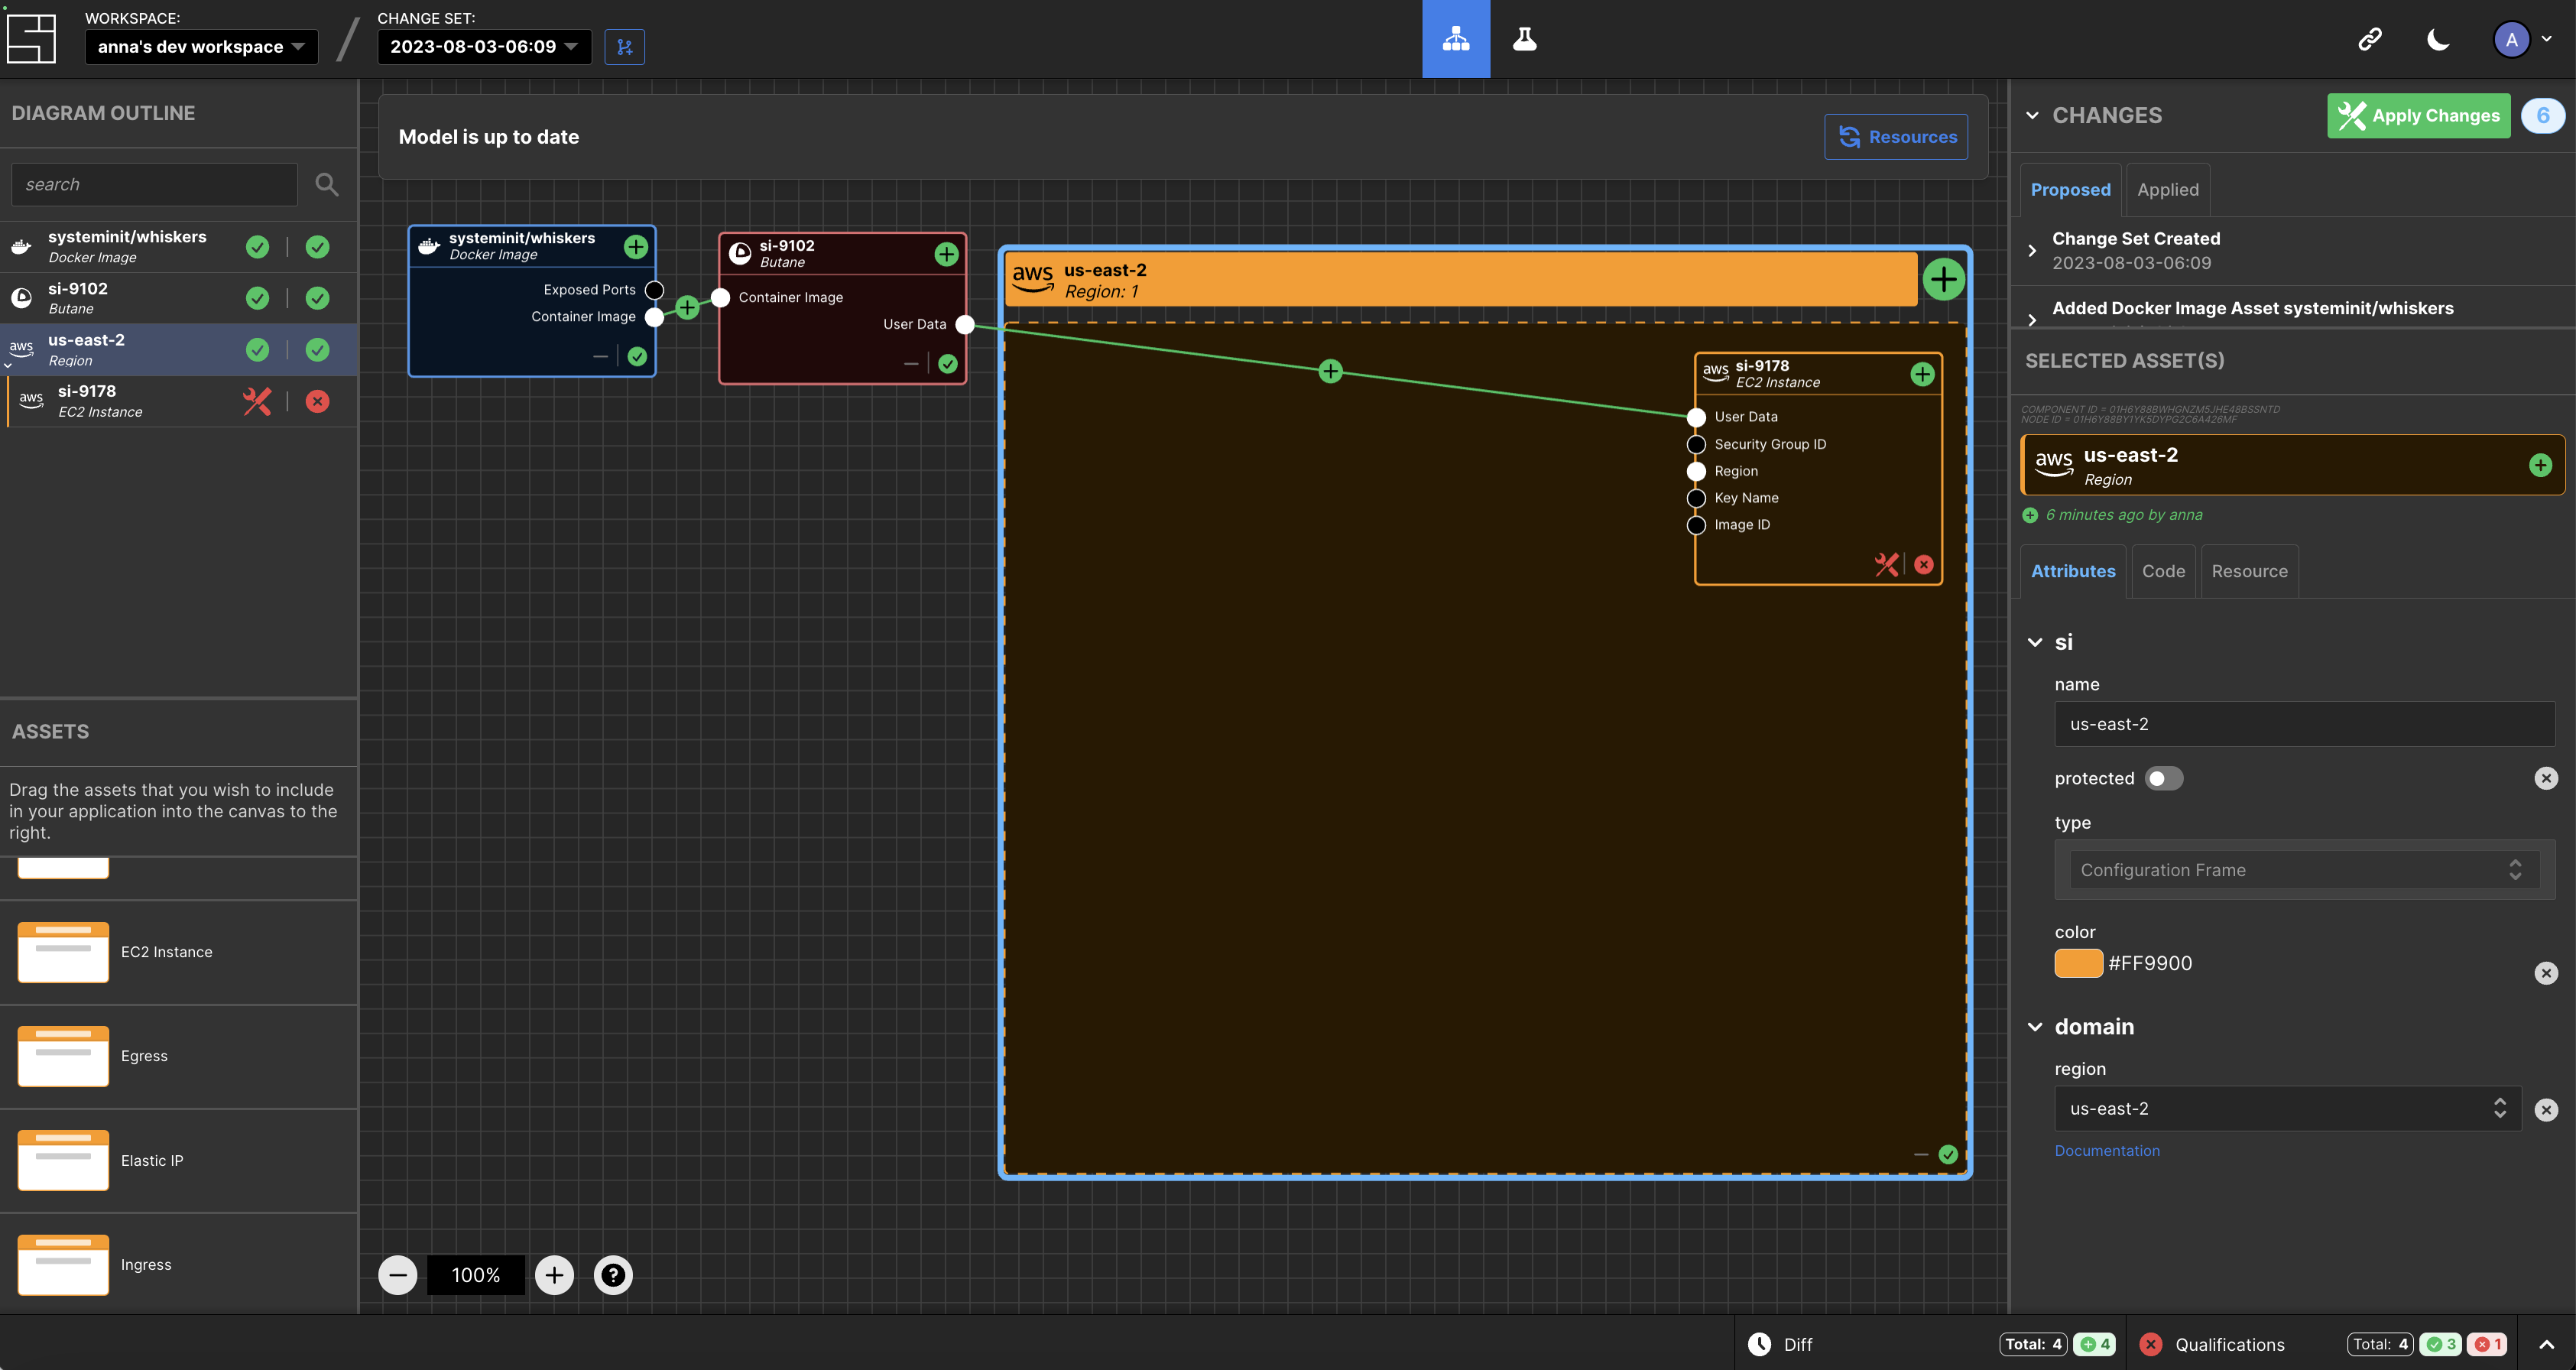 WORKSPACE:
anna's dev workspace
CHANGE SET:
2023-08-03-06:09
A
DIAGRAM OUTLINE
search
systeminit/whiskers
Docker Image
si-9102
Butane
aws
us-east-2
Region
aws
si-9178
EC2 Instance
ASSETS
Drag the assets that you wish to include
in your application into the canvas to the
right.
EC2 Instance
Egress
Elastic IP
Ingress
Model is up to date
Resources
systeminit/whiskers
Docker Image
Exposed Ports
Container Image
si-9102
Butane
Container Image
User Data
aws
us-east-2
Region: 1
aws
si-9178
EC2 Instance
User Data
Security Group ID
Region
Key Name
Image ID
100%
?
CHANGES
Apply Changes
6
Proposed
Applied
Change Set Created
2023-08-03-06:09
Added Docker Image Asset systeminit/whiskers
SELECTED ASSET(S)
COMPONENT ID = 01H6Y88BWHGNZM5JHE48BSSNTD
NODE ID = 01H6Y88BY1YK5DYPG2C6A426MF
aws
us-east-2
Region
6 minutes ago by anna
Attributes
Code
Resource
si
name
us-east-2
protected
type
Configuration Frame
color
#FF9900
domain
region
us-east-2
Documentation
Diff
Total: 4
4
Qualifications
Total: 4
3
1